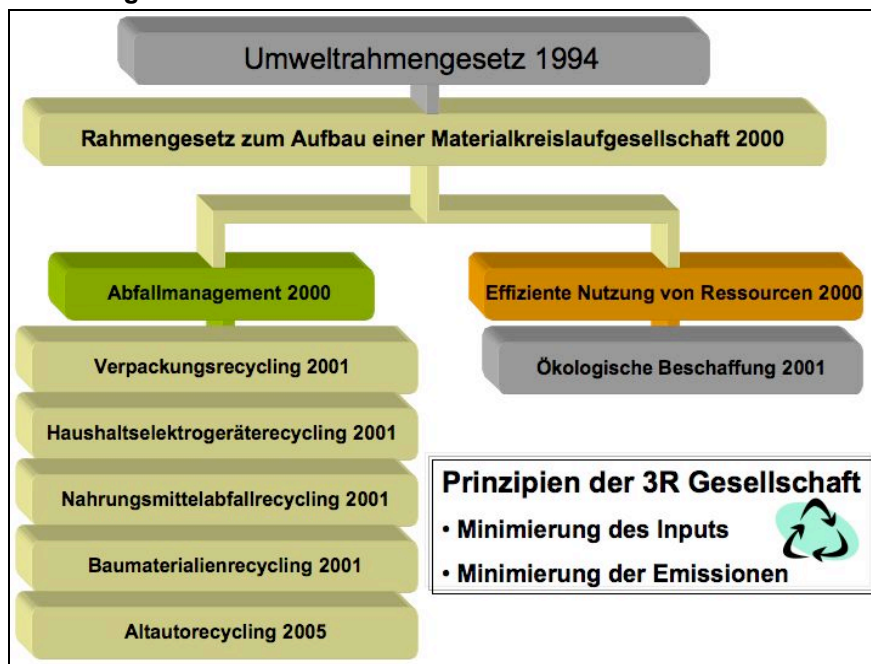 Umweltrahmengesetz 1994
Rahmengesetz zum Aufbau einer Materialkreislaufgesellschaft 2000
Abfallmanagement 2000
Effiziente Nutzung von Ressourcen 2000
Verpackungsrecycling 2001
Ökologische Beschaffung 2001
Haushaltselektrogeräterecycling 2001
Nahrungsmittelabfallrecycling 2001
Baumaterialienrecycling 2001
Altautorecycling 2005
Prinzipien der 3R Gesellschaft
• Minimierung des Inputs
• Minimierung der Emissionen